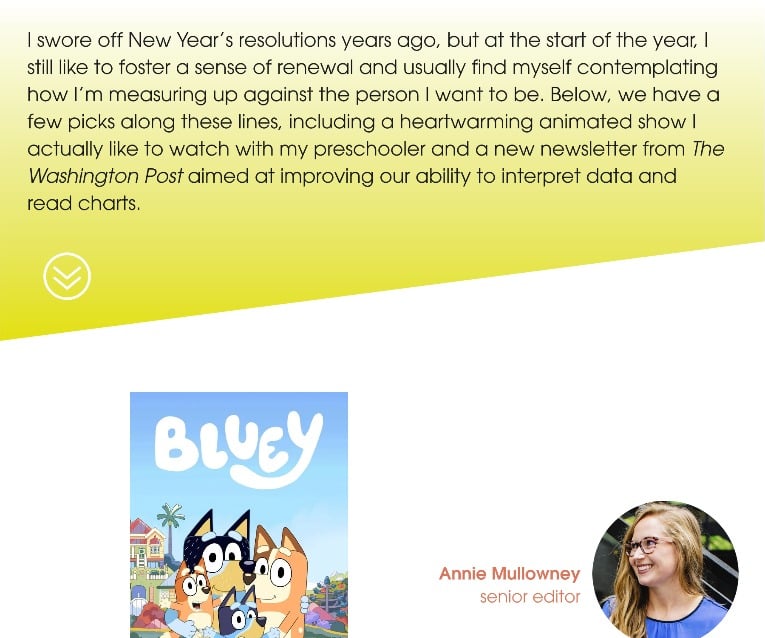 I swore off New Year’s resolutions years ago, but at the start of the year, I
still like to foster a sense of renewal and usually find myself contemplating
how I’m measuring up against the person I want to be. Below, we have a
few picks along these lines, including a heartwarming animated show I
actually like to watch with my preschooler and a new newsletter from The
Washington Post aimed at improving our ability to interpret data and
read charts.
BLUEY
Annie Mullowney
senior editor